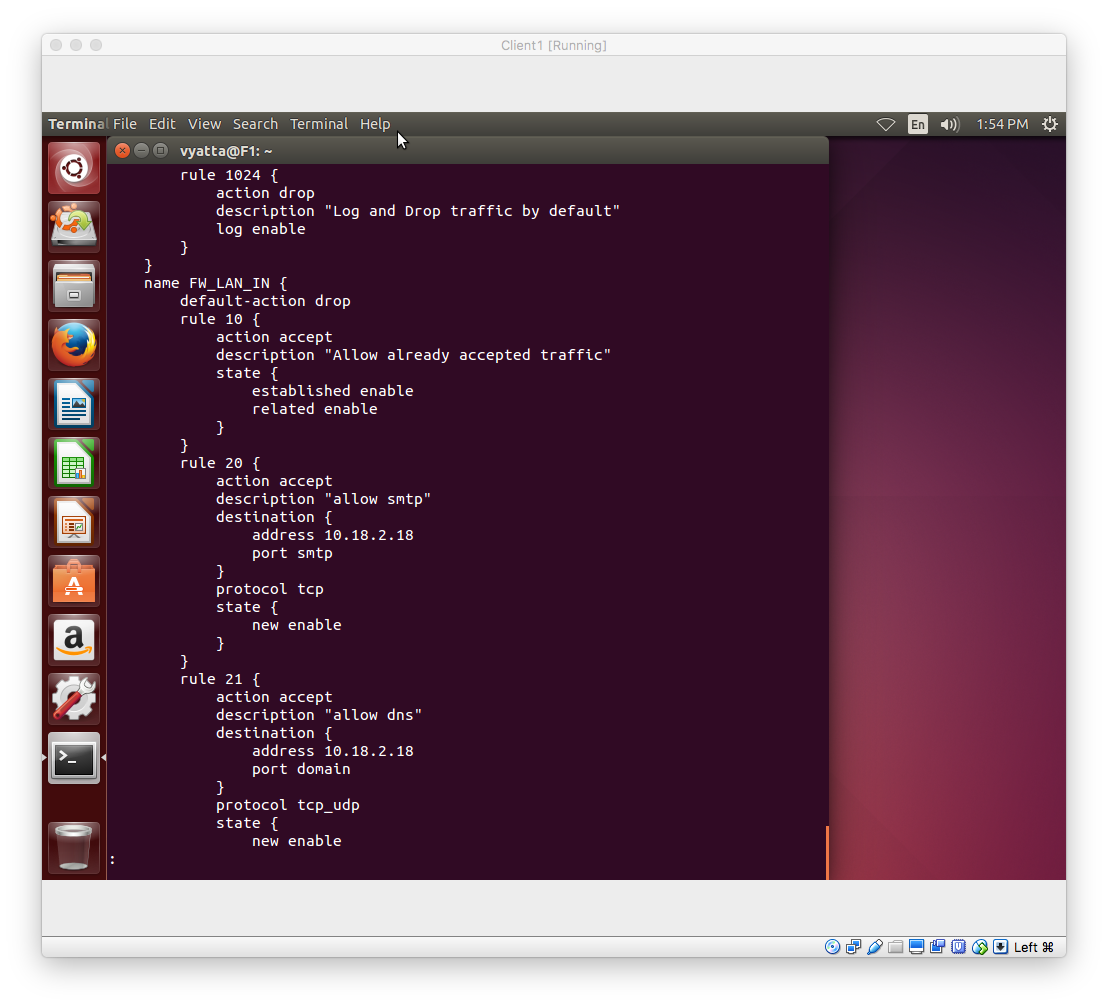 Client1 [Running]
Terminal File Edit View Search Terminal Help En 1:54 PM
vyatta@F1: ~
rule 1024 {
action drop
description "Log and Drop traffic by default"
log enable
}
}
name FW_LAN_IN {
default-action drop
rule 10 {
action accept
description "Allow already accepted traffic"
state {
established enable
related enable
}
}
rule 20 {
action accept
description "allow smtp"
destination {
address 10.18.2.18
port smtp
}
protocol tcp
state {
new enable
}
}
rule 21 {
action accept
description "allow dns"
destination {
address 10.18.2.18
port domain
}
protocol tcp_udp
state {
new enable
:
Left ⌘